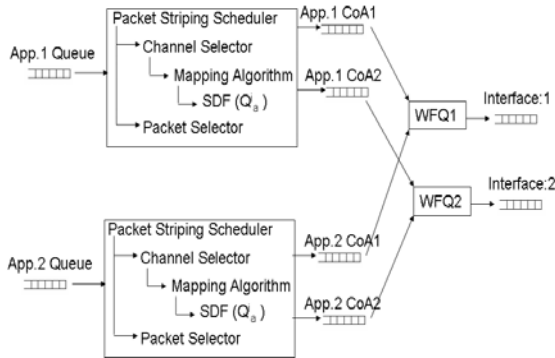 Packet Striping Scheduler
App.1 CoA1
App.1 Queue
Channel Selector
Mapping Algorithm
App.1 CoA2
SDF (Qᵢₐ)
Packet Selector
WFQ1
Interface:1
WFQ2
Interface:2
Packet Striping Scheduler
App.2 CoA1
App.2 Queue
Channel Selector
Mapping Algorithm
App.2 CoA2
SDF (Qᵢₐ)
Packet Selector